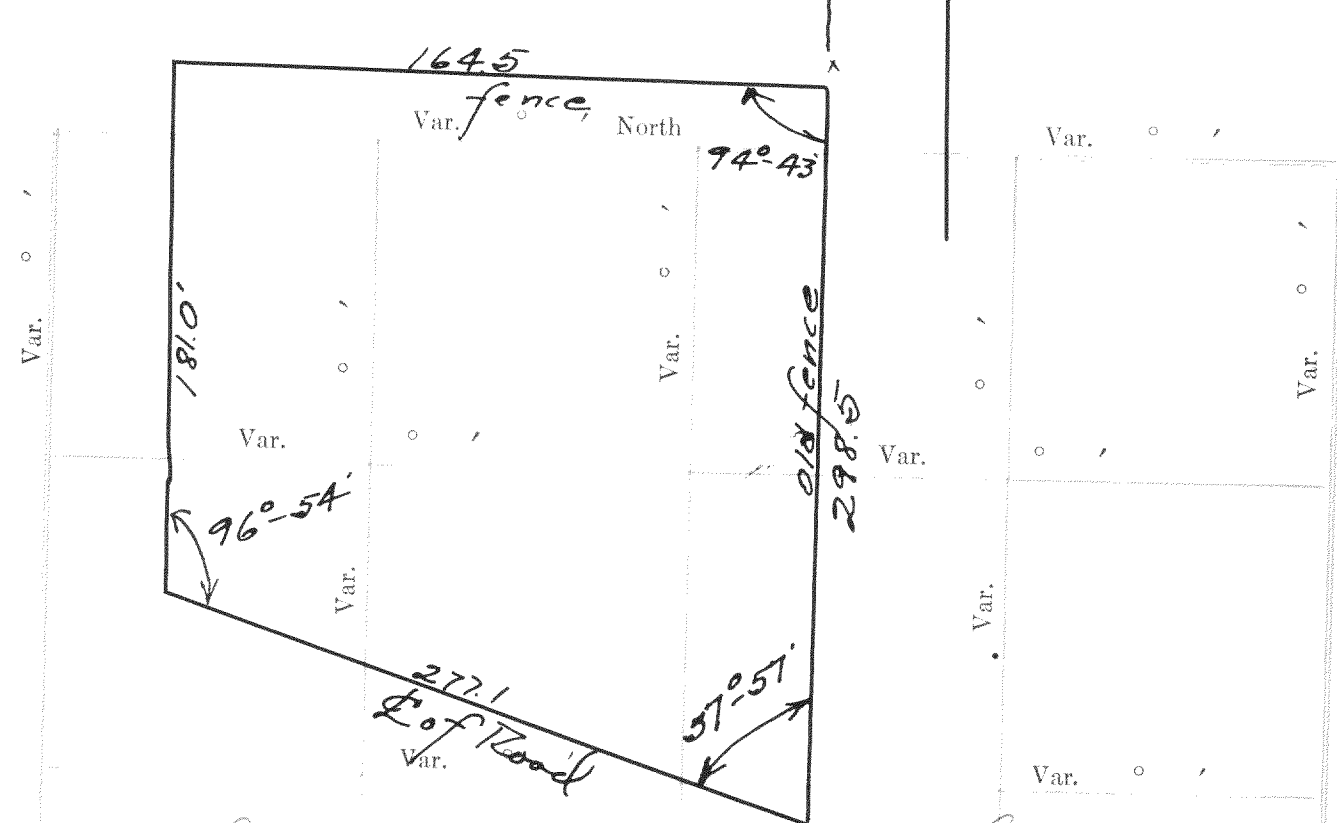 164.5
fence
Var. ° ′ North
94°-43'
Var. ° ′
Var. ° ′
181.0'
Var. ° ′
Var. ° ′
old fence
298.5
Var. ° ′
Var. ° ′
Var. ° ′
Var. ° ′
96°-54'
Var.
Var.
277.1
℄ of Road
Var. ° ′
57°-57'
Var. ° ′